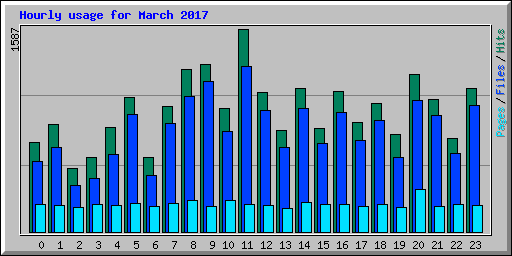 Hourly usage for March 2017
1587
Pages / Files / Hits
0 1 2 3 4 5 6 7 8 9 10 11 12 13 14 15 16 17 18 19 20 21 22 23